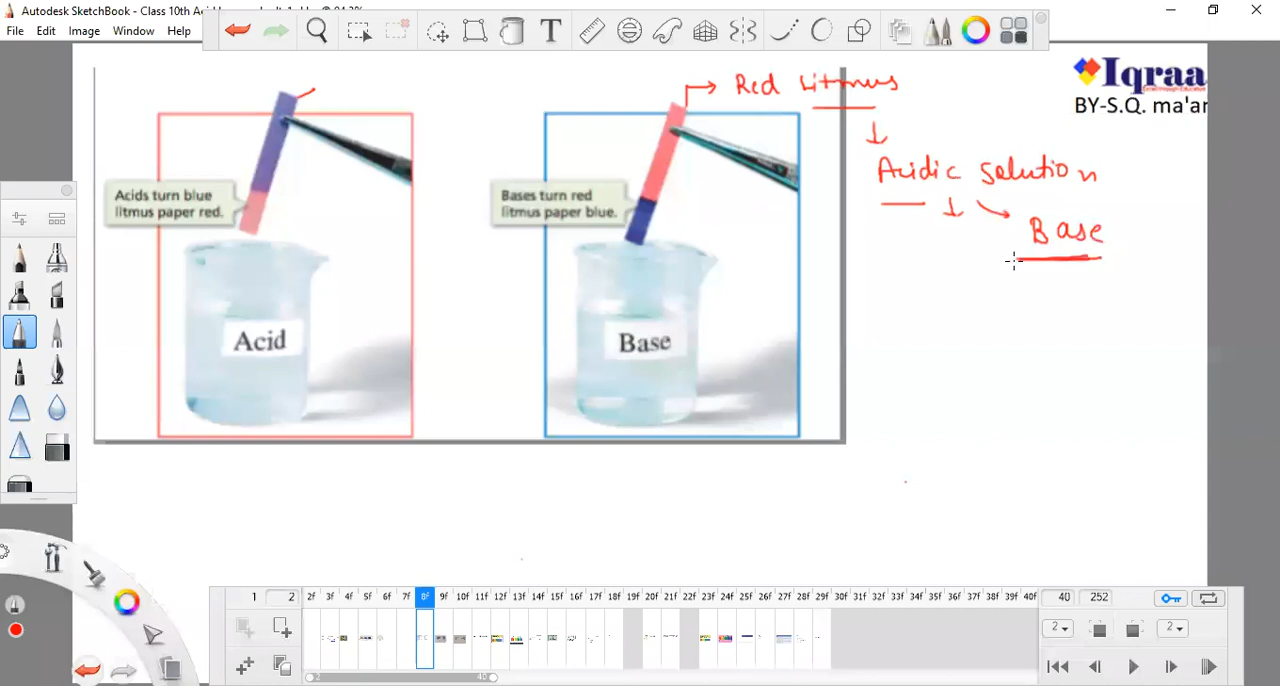 Autodesk SketchBook - Class 10th
File Edit Image Window Help
Iqraa
BY-S.Q. ma'ar
Red Litmus
Acidic solution
Base
Acids turn blue
litmus paper red.
Bases turn red
litmus paper blue.
Acid
Base
1 2 2f 3f 4f 5f 6f 7f 8f 9f 10f 11f 12f 13f 14f 15f 16f 17f 18f 19f 20f 21f 22f 23f 24f 25f 26f 27f 28f 29f 30f 31f 32f 33f 34f 35f 36f 37f 38f 39f 40f 40 252
2 2
2 40